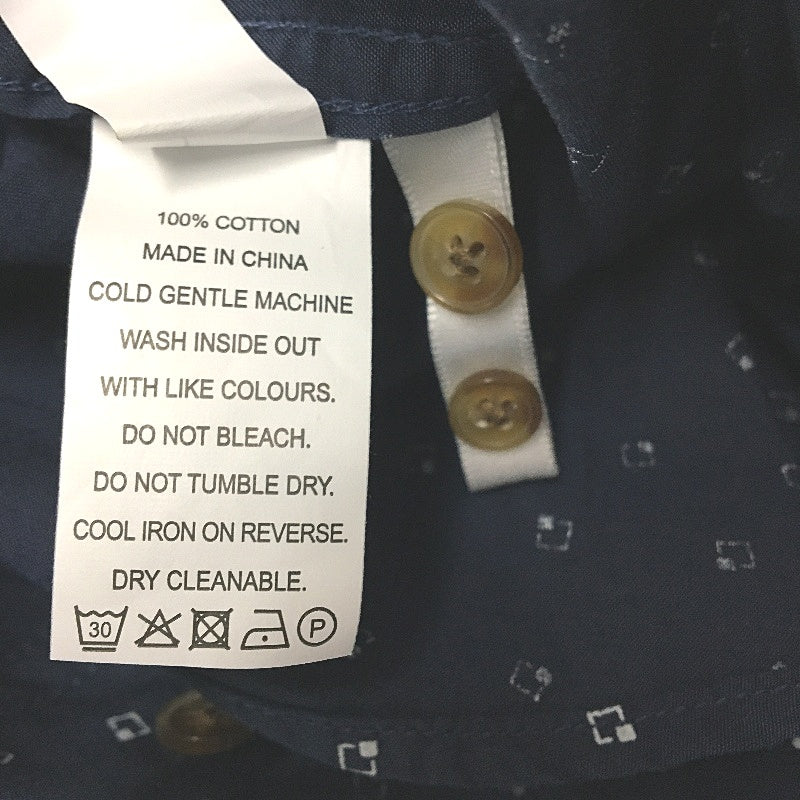 100% COTTON
MADE IN CHINA
COLD GENTLE MACHINE
WASH INSIDE OUT
WITH LIKE COLOURS.
DO NOT BLEACH.
DO NOT TUMBLE DRY.
COOL IRON ON REVERSE.
DRY CLEANABLE.
30 P